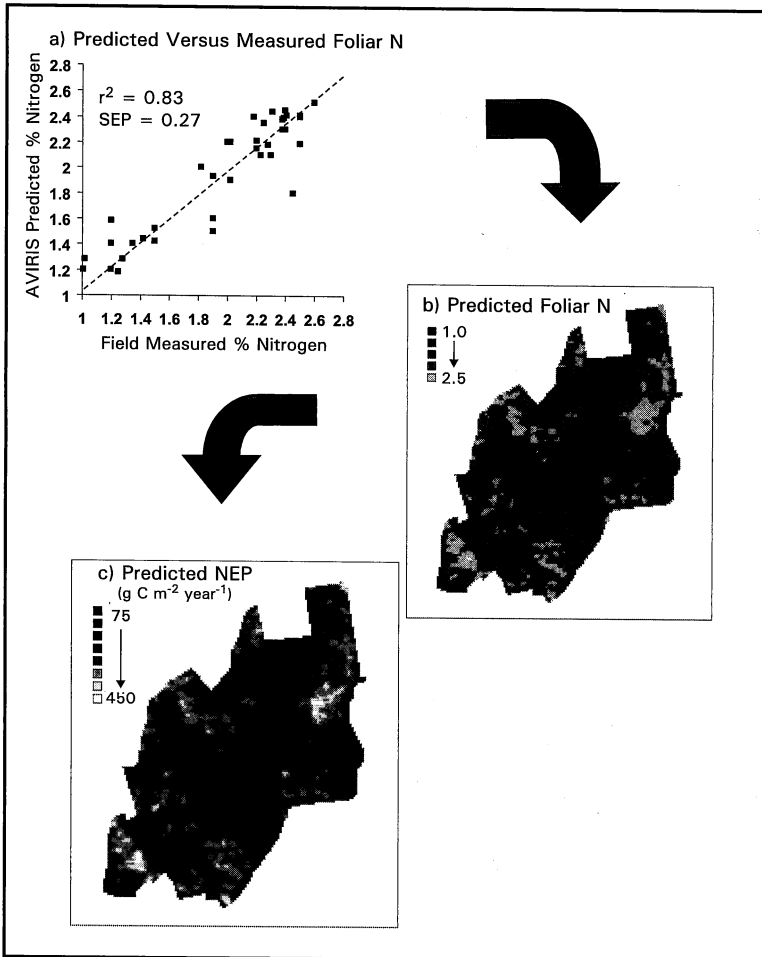 a) Predicted Versus Measured Foliar N
2.8
2.6
2.4
2.2
2
1.8
1.6
1.4
1.2
1
r² = 0.83
SEP = 0.27
AVIRIS Predicted % Nitrogen
1 1.2 1.4 1.6 1.8 2 2.2 2.4 2.6 2.8
Field Measured % Nitrogen
b) Predicted Foliar N
1.0
2.5
c) Predicted NEP
(g C m⁻² year⁻¹)
75
450